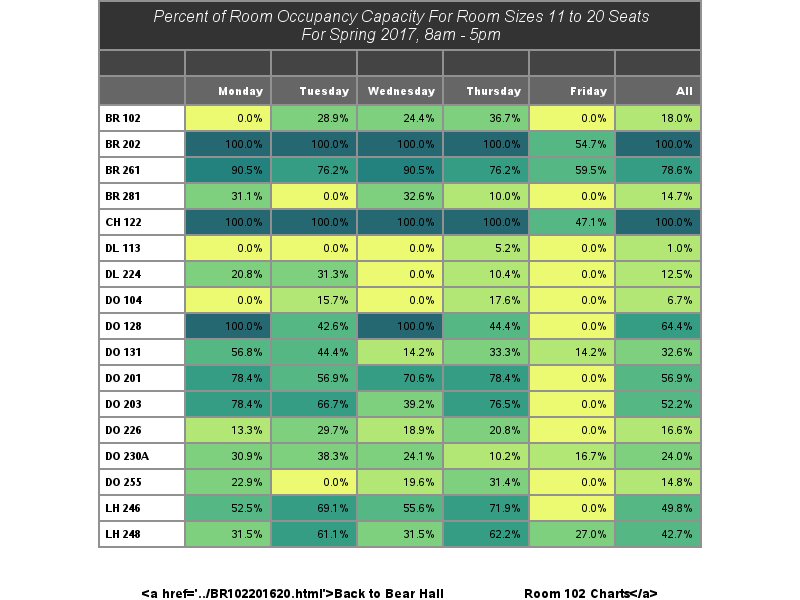 Percent of Room Occupancy Capacity For Room Sizes 11 to 20 Seats
For Spring 2017, 8am - 5pm
Monday Tuesday Wednesday Thursday Friday All
BR 102 0.0% 28.9% 24.4% 36.7% 0.0% 18.0%
BR 202 100.0% 100.0% 100.0% 100.0% 54.7% 100.0%
BR 261 90.5% 76.2% 90.5% 76.2% 59.5% 78.6%
BR 281 31.1% 0.0% 32.6% 10.0% 0.0% 14.7%
CH 122 100.0% 100.0% 100.0% 100.0% 47.1% 100.0%
DL 113 0.0% 0.0% 0.0% 5.2% 0.0% 1.0%
DL 224 20.8% 31.3% 0.0% 10.4% 0.0% 12.5%
DO 104 0.0% 15.7% 0.0% 17.6% 0.0% 6.7%
DO 128 100.0% 42.6% 100.0% 44.4% 0.0% 64.4%
DO 131 56.8% 44.4% 14.2% 33.3% 14.2% 32.6%
DO 201 78.4% 56.9% 70.6% 78.4% 0.0% 56.9%
DO 203 78.4% 66.7% 39.2% 76.5% 0.0% 52.2%
DO 226 13.3% 29.7% 18.9% 20.8% 0.0% 16.6%
DO 230A 30.9% 38.3% 24.1% 10.2% 16.7% 24.0%
DO 255 22.9% 0.0% 19.6% 31.4% 0.0% 14.8%
LH 246 52.5% 69.1% 55.6% 71.9% 0.0% 49.8%
LH 248 31.5% 61.1% 31.5% 62.2% 27.0% 42.7%
<a href='../BR102201620.html'>Back to Bear Hall Room 102 Charts</a>